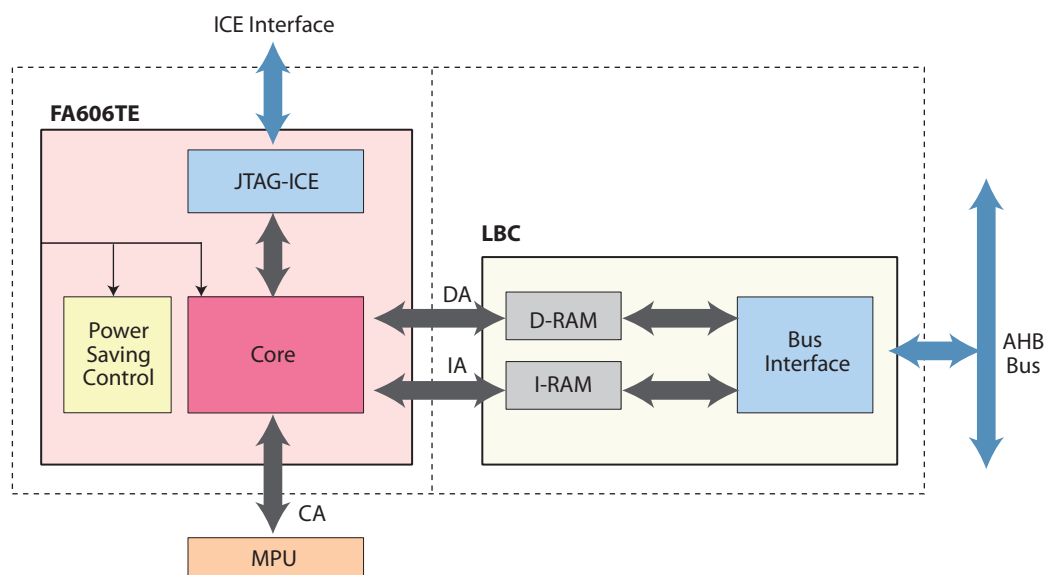 ICE Interface
FA606TE
JTAG-ICE
LBC
DA
D-RAM
Power
Saving
Control
Core
Bus
Interface
AHB
Bus
IA
I-RAM
CA
MPU